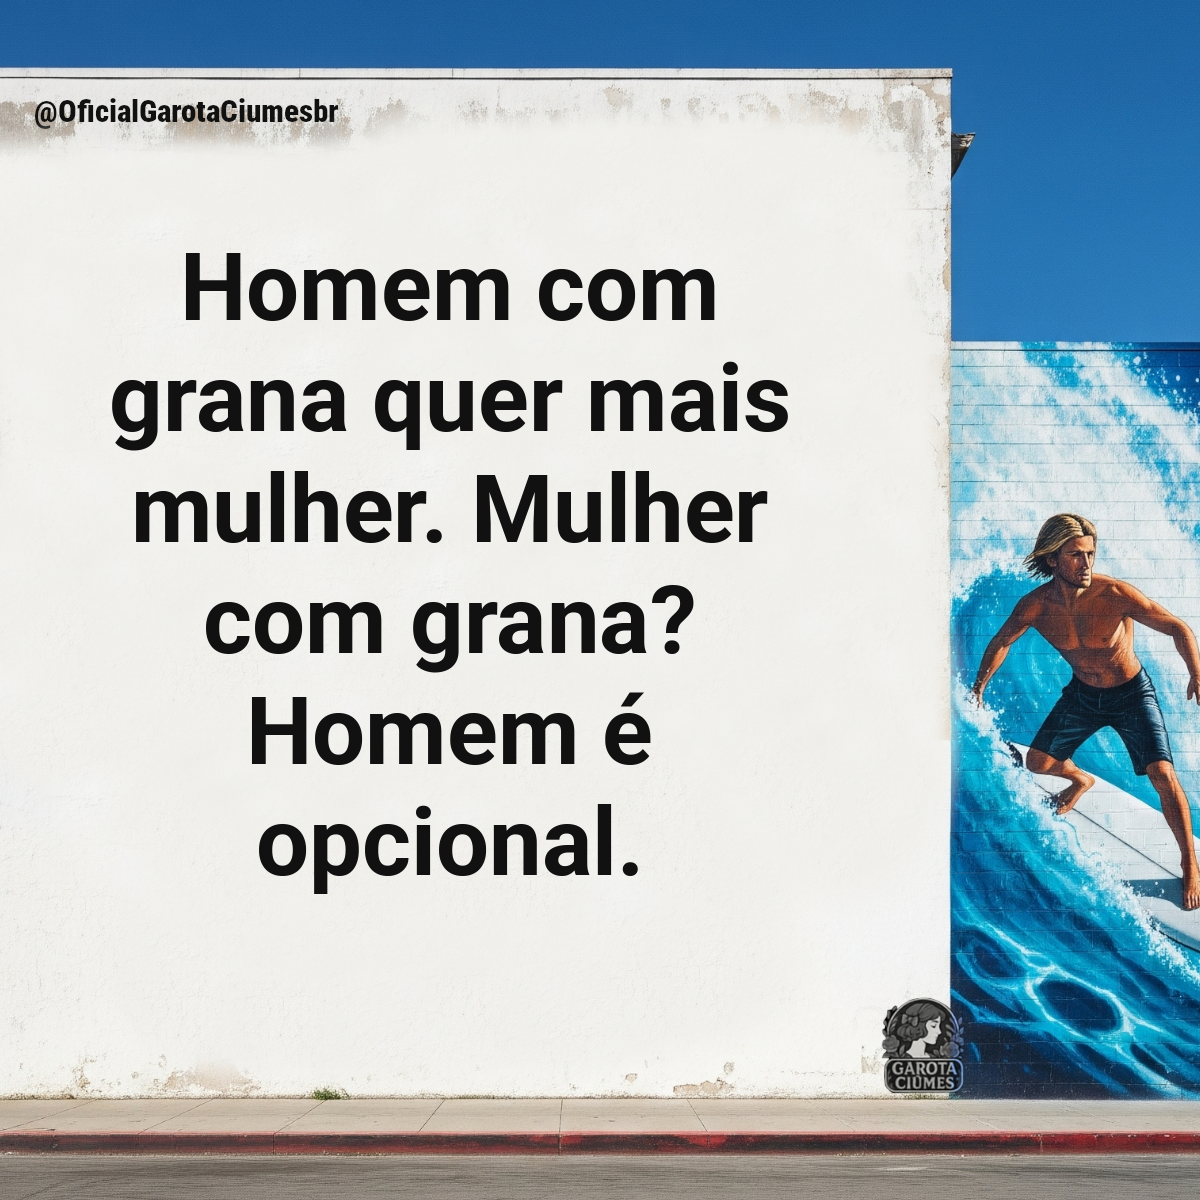 @OficialGarotaCiumesbr
Homem com
grana quer mais
mulher. Mulher
com grana?
Homem é
opcional.
GAROTA
CIÚMES